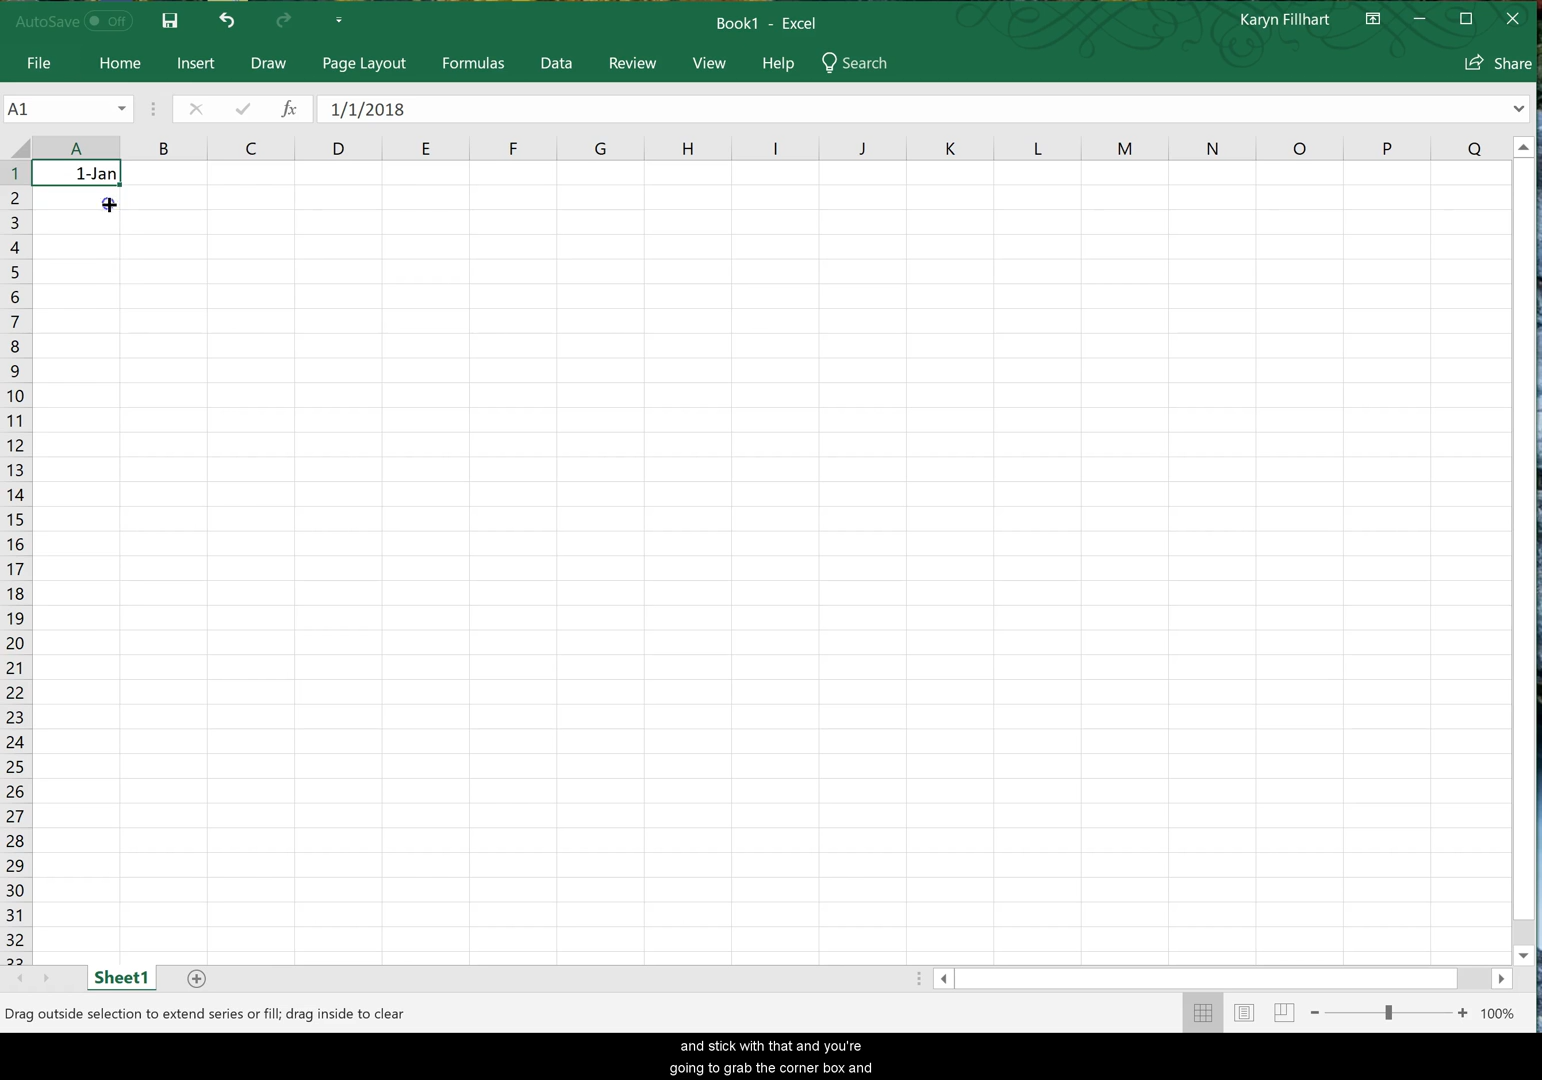 AutoSave Off
Book1 - Excel
Karyn Fillhart
File Home Insert Draw Page Layout Formulas Data Review View Help Search Share
A1 fx 1/1/2018
A B C D E F G H I J K L M N O P Q
1 1-Jan
2
3
4
5
6
7
8
9
10
11
12
13
14
15
16
17
18
19
20
21
22
23
24
25
26
27
28
29
30
31
32
33
Sheet1
Drag outside selection to extend series or fill; drag inside to clear 100%
and stick with that and you're
going to grab the corner box and